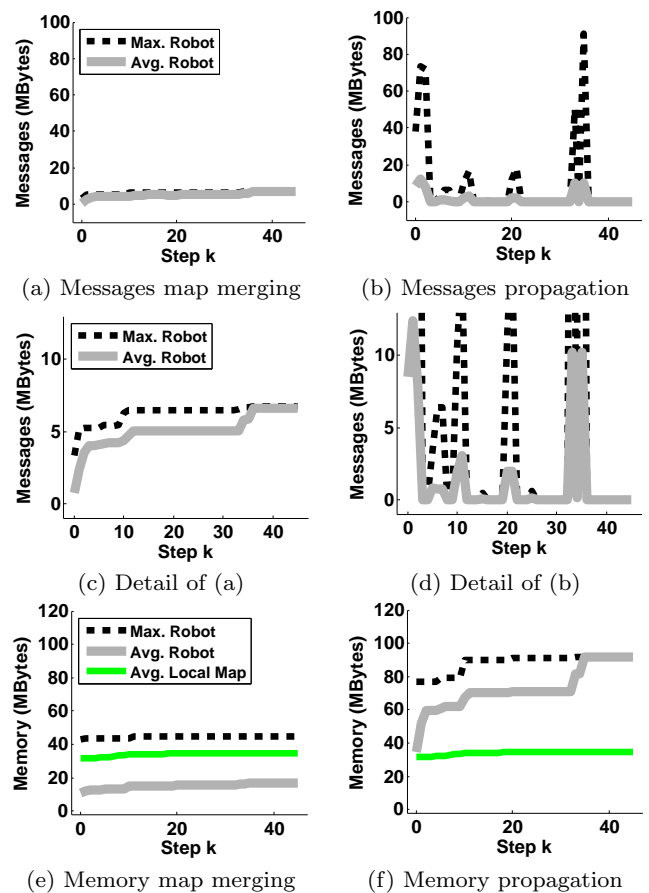 100
80
60
40
20
0
Messages (MBytes)
Max. Robot
Avg. Robot
0 20 40
Step k
(a) Messages map merging
100
80
60
40
20
0
Messages (MBytes)
0 20 40
Step k
(b) Messages propagation
10
5
0
Messages (MBytes)
Max. Robot
Avg. Robot
0 10 20 30 40
Step k
(c) Detail of (a)
10
5
0
Messages (MBytes)
0 10 20 30 40
Step k
(d) Detail of (b)
120
100
80
60
40
20
0
Memory (MBytes)
Max. Robot
Avg. Robot
Avg. Local Map
0 20 40
Step k
(e) Memory map merging
120
100
80
60
40
20
0
Memory (MBytes)
0 20 40
Step k
(f) Memory propagation